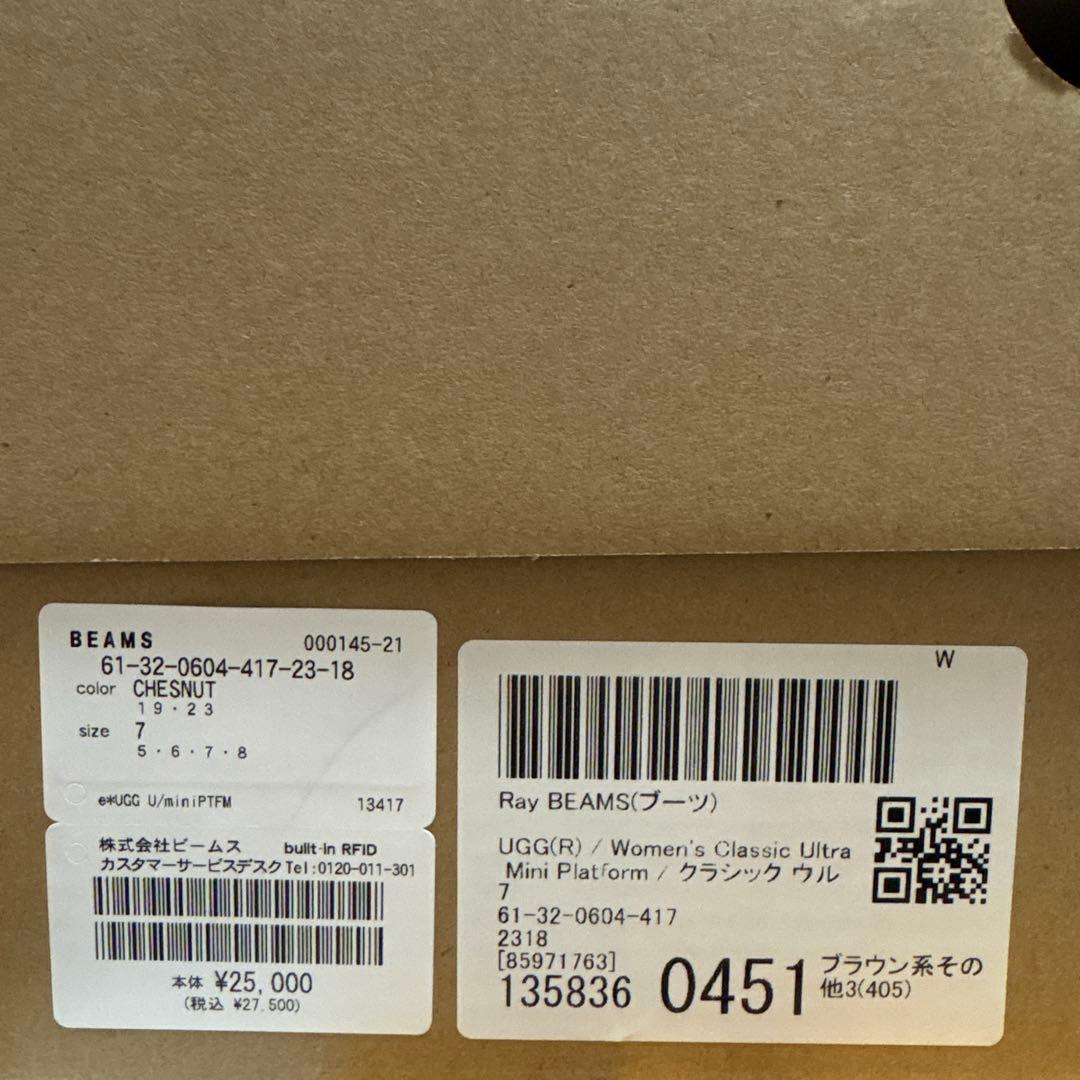 BEAMS 000145-21
61-32-0604-417-23-18
color CHESNUT
19・23
size 7
5・6・7・8
e*UGG U/miniPTFM 13417
株式会社ビームス built-in RFID
カスタマーサービスデスク Tel:0120-011-301
本体 ¥25,000
(税込 ¥27,500)
W
Ray BEAMS(ブーツ)
UGG(R) / Women's Classic Ultra
Mini Platform / クラシック ウル
7
61-32-0604-417
2318
[85971763]
135836 0451 ブラウン系その
他3(405)